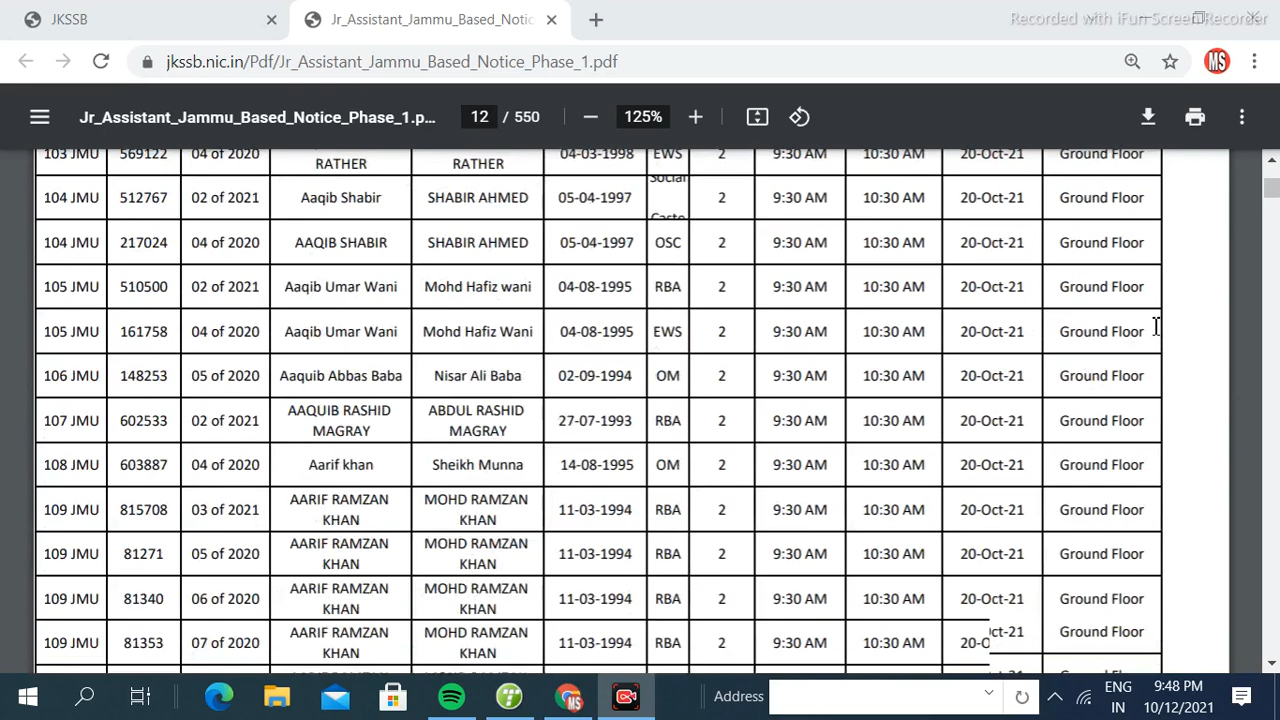 JKSSB
Jr_Assistant_Jammu_Based_Notic
Recorded with iFun Screen Recorder
jkssb.nic.in/Pdf/Jr_Assistant_Jammu_Based_Notice_Phase_1.pdf
MS
Jr_Assistant_Jammu_Based_Notice_Phase_1.p... 12 / 550 125%
103 JMU 569122 04 of 2020 RATHER RATHER 04-03-1998 EWS 2 9:30 AM 10:30 AM 20-Oct-21 Ground Floor
104 JMU 512767 02 of 2021 Aaqib Shabir SHABIR AHMED 05-04-1997 Social Caste 2 9:30 AM 10:30 AM 20-Oct-21 Ground Floor
104 JMU 217024 04 of 2020 AAQIB SHABIR SHABIR AHMED 05-04-1997 OSC 2 9:30 AM 10:30 AM 20-Oct-21 Ground Floor
105 JMU 510500 02 of 2021 Aaqib Umar Wani Mohd Hafiz wani 04-08-1995 RBA 2 9:30 AM 10:30 AM 20-Oct-21 Ground Floor
105 JMU 161758 04 of 2020 Aaqib Umar Wani Mohd Hafiz Wani 04-08-1995 EWS 2 9:30 AM 10:30 AM 20-Oct-21 Ground Floor
106 JMU 148253 05 of 2020 Aaquib Abbas Baba Nisar Ali Baba 02-09-1994 OM 2 9:30 AM 10:30 AM 20-Oct-21 Ground Floor
107 JMU 602533 02 of 2021 AAQUIB RASHID MAGRAY ABDUL RASHID MAGRAY 27-07-1993 RBA 2 9:30 AM 10:30 AM 20-Oct-21 Ground Floor
108 JMU 603887 04 of 2020 Aarif khan Sheikh Munna 14-08-1995 OM 2 9:30 AM 10:30 AM 20-Oct-21 Ground Floor
109 JMU 815708 03 of 2021 AARIF RAMZAN KHAN MOHD RAMZAN KHAN 11-03-1994 RBA 2 9:30 AM 10:30 AM 20-Oct-21 Ground Floor
109 JMU 81271 05 of 2020 AARIF RAMZAN KHAN MOHD RAMZAN KHAN 11-03-1994 RBA 2 9:30 AM 10:30 AM 20-Oct-21 Ground Floor
109 JMU 81340 06 of 2020 AARIF RAMZAN KHAN MOHD RAMZAN KHAN 11-03-1994 RBA 2 9:30 AM 10:30 AM 20-Oct-21 Ground Floor
109 JMU 81353 07 of 2020 AARIF RAMZAN KHAN MOHD RAMZAN KHAN 11-03-1994 RBA 2 9:30 AM 10:30 AM 20-Oct-21 Ground Floor
Address
ENG 9:48 PM
IN 10/12/2021